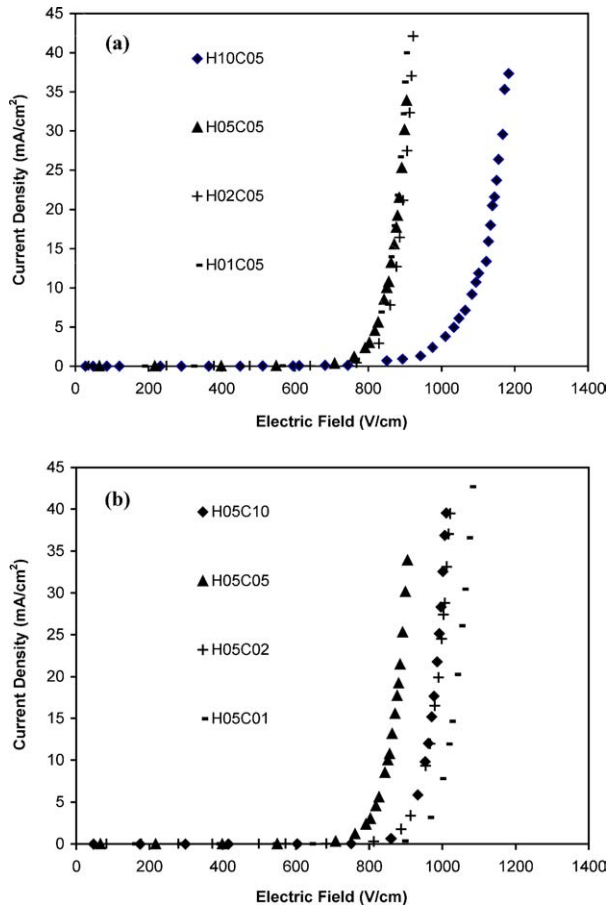 (a)
45
40
35
30
25
20
15
10
5
0
Current Density (mA/cm²)
H10C05
H05C05
H02C05
H01C05
0 200 400 600 800 1000 1200 1400
Electric Field (V/cm)
(b)
45
40
35
30
25
20
15
10
5
0
Current Density (mA/cm²)
H05C10
H05C05
H05C02
H05C01
0 200 400 600 800 1000 1200 1400
Electric Field (V/cm)